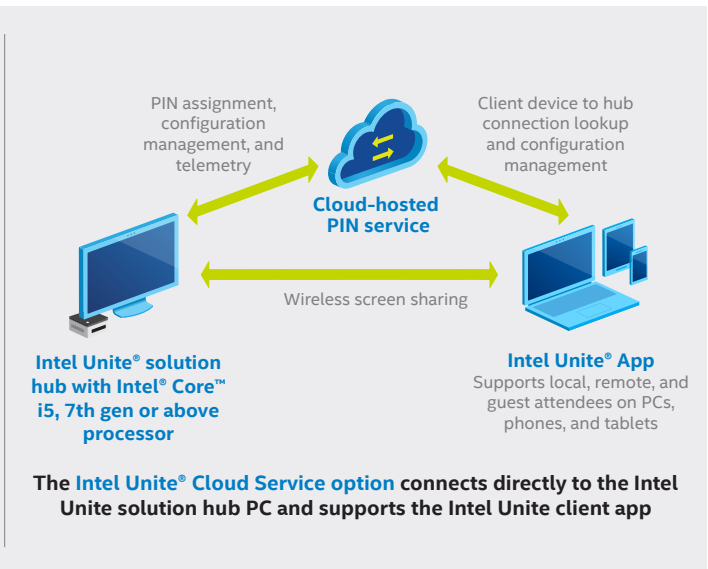 PIN assignment,
configuration
management, and
telemetry
Client device to hub
connection lookup
and configuration
management
Cloud-hosted
PIN service
Wireless screen sharing
Intel Unite® solution
hub with Intel® Core™
i5, 7th gen or above
processor
Intel Unite® App
Supports local, remote, and
guest attendees on PCs,
phones, and tablets
The Intel Unite® Cloud Service option connects directly to the Intel
Unite solution hub PC and supports the Intel Unite client app